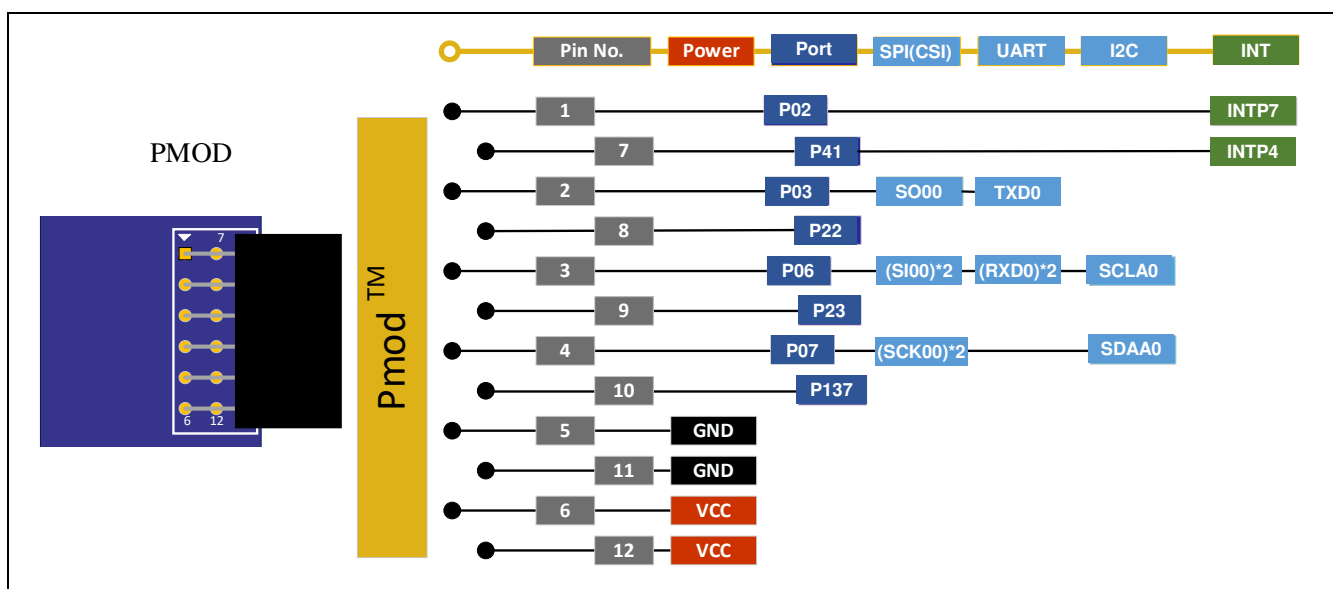 Pin No. Power Port SPI(CSI) UART I2C INT
1 P02 INTP7
PMOD
7 P41 INTP4
2 P03 SO00 TXD0
8 P22
7
3 P06 (SI00)*2 (RXD0)*2 SCLA0
9 P23
4 P07 (SCK00)*2 SDAA0
10 P137
6 12
5 GND
11 GND
6 VCC
12 VCC
Pmod™